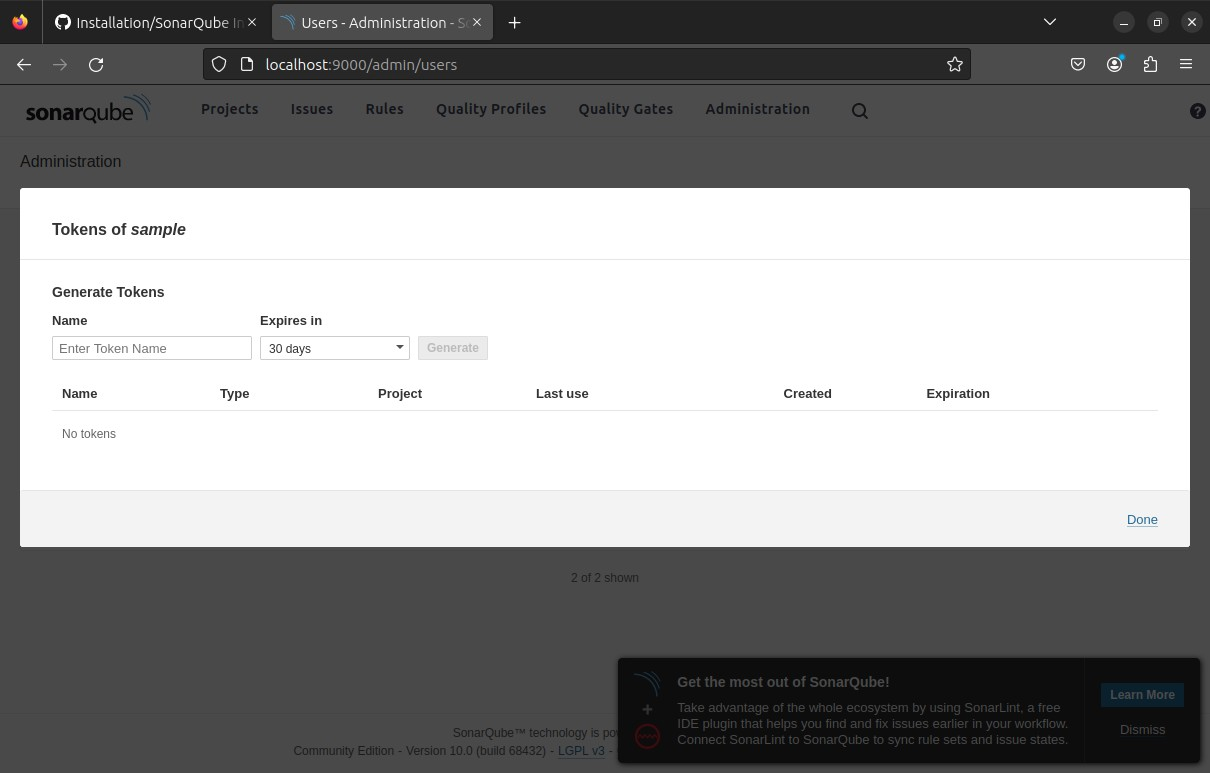 Installation/SonarQube In
Users - Administration - So
localhost:9000/admin/users
sonarqube
Projects
Issues
Rules
Quality Profiles
Quality Gates
Administration
?
Administration
Tokens of sample
Generate Tokens
Name
Expires in
Enter Token Name
30 days
Generate
Name Type Project Last use Created Expiration
No tokens
Done
2 of 2 shown
Get the most out of SonarQube!
Take advantage of the whole ecosystem by using SonarLint, a free
IDE plugin that helps you find and fix issues earlier in your workflow.
Connect SonarLint to SonarQube to sync rule sets and issue states.
Learn More
Dismiss
SonarQube™ technology is pow
Community Edition - Version 10.0 (build 68432) - LGPL v3 -